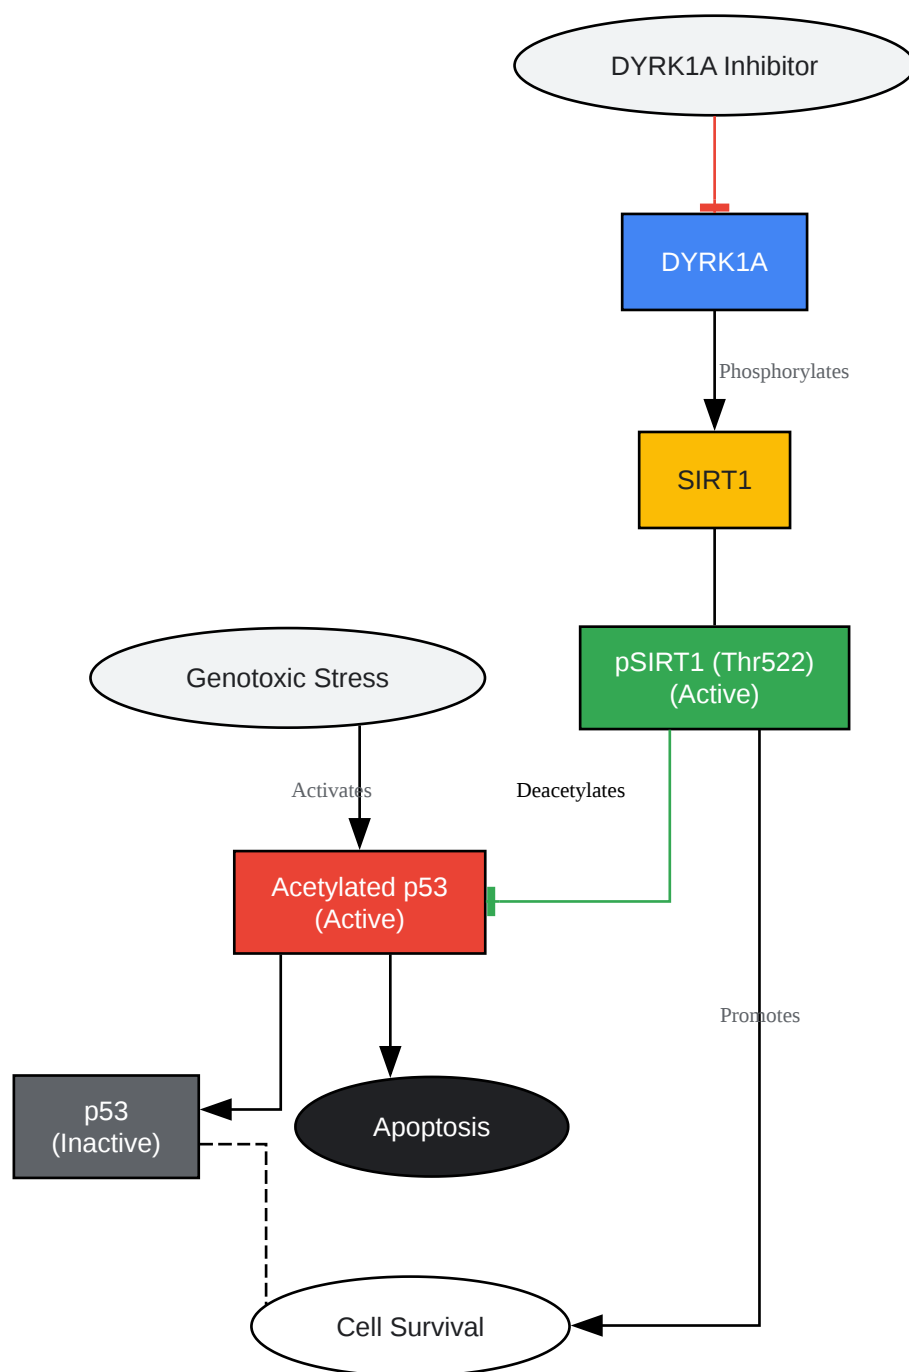 DYRK1A Inhibitor
DYRK1A
Phosphorylates
SIRT1
pSIRT1 (Thr522)
(Active)
Genotoxic Stress
Activates
Deacetylates
Acetylated p53
(Active)
Promotes
p53
(Inactive)
Apoptosis
Cell Survival